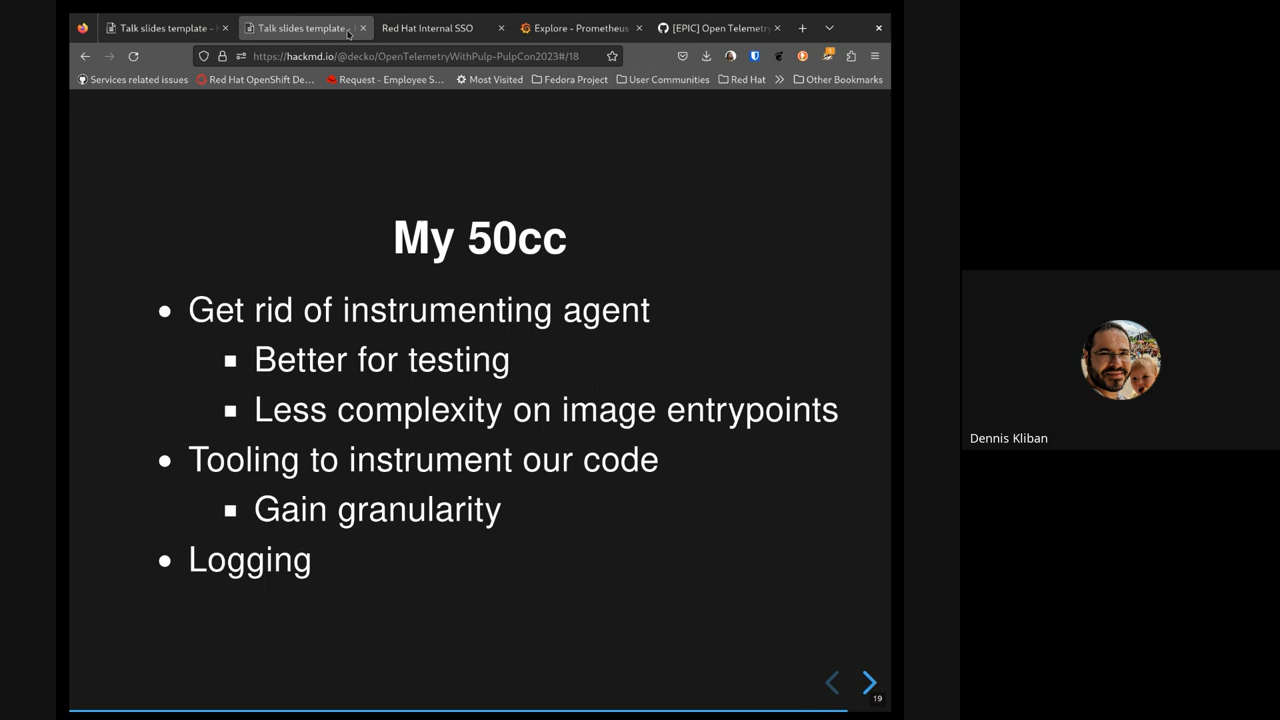 Talk slides template -
Talk slides template
Red Hat Internal SSO
Explore - Prometheus
[EPIC] Open Telemetry
https://hackmd.io/@decko/OpenTelemetryWithPulp-PulpCon2023#/18
Services related issues
Red Hat OpenShift De...
Request - Employee S...
Most Visited
Fedora Project
User Communities
Red Hat
Other Bookmarks
My 50cc
• Get rid of instrumenting agent
▪ Better for testing
▪ Less complexity on image entrypoints
• Tooling to instrument our code
▪ Gain granularity
• Logging
19
Dennis Kliban